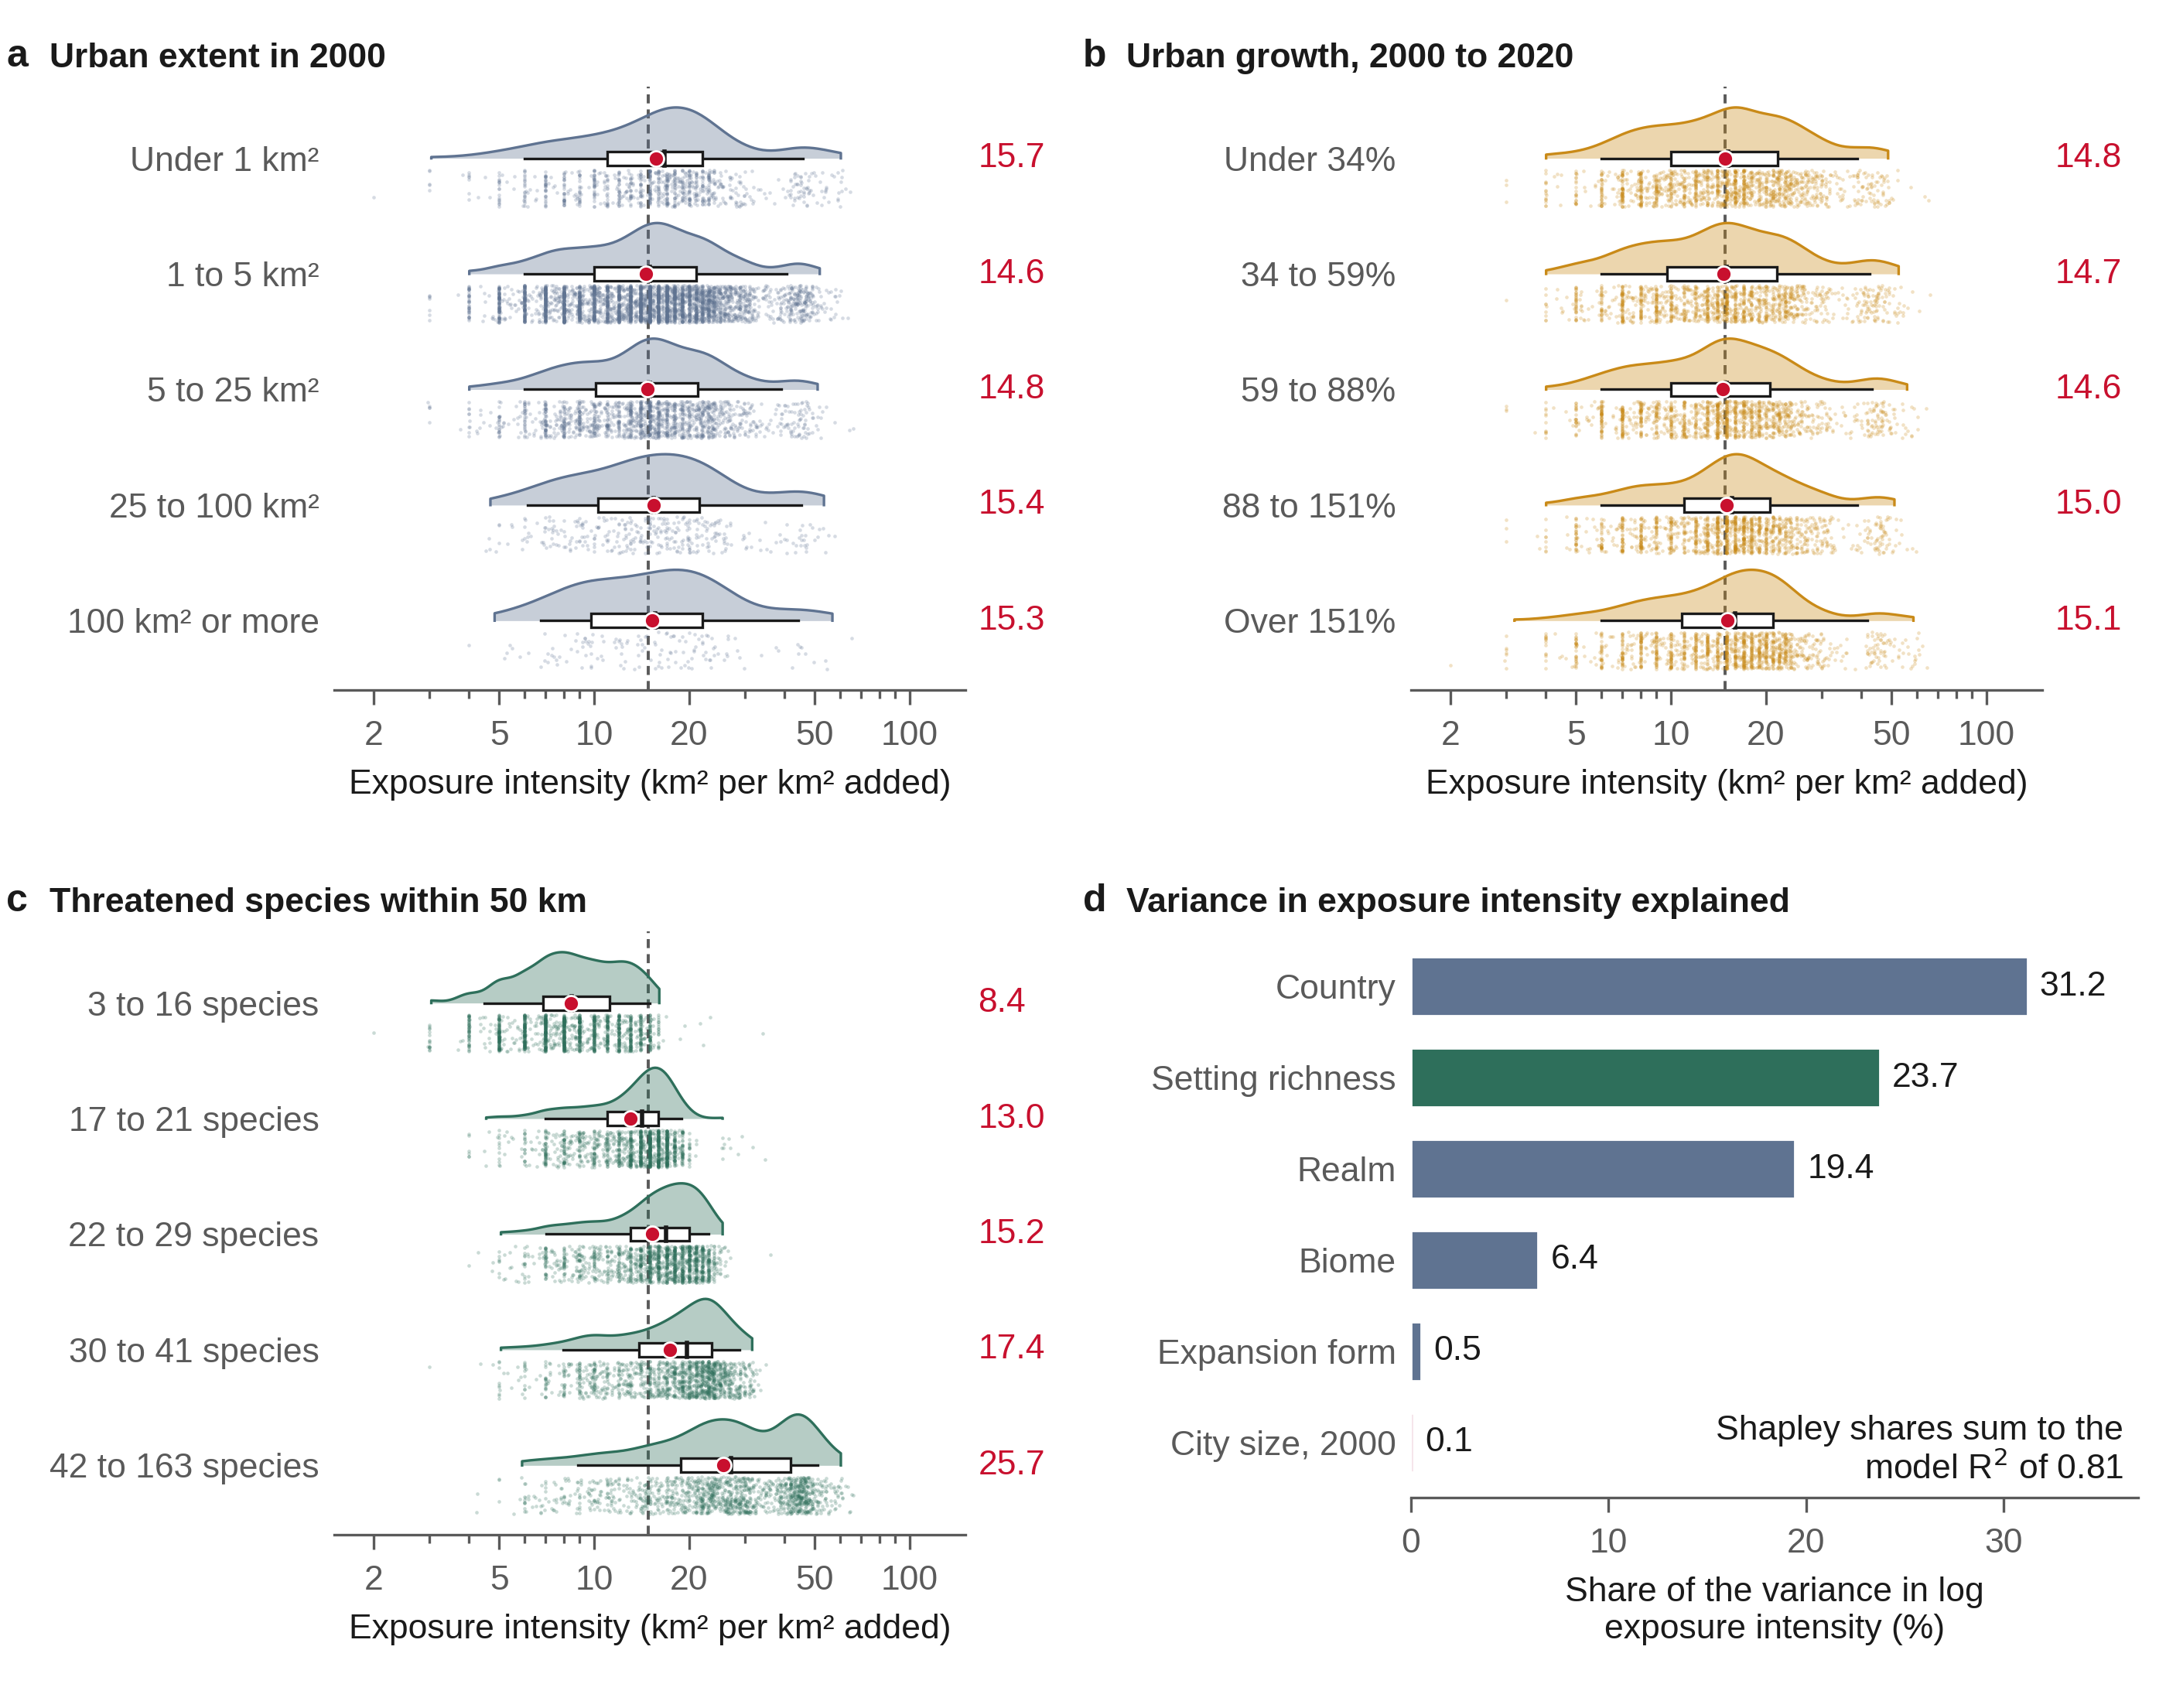 a Urban extent in 2000
Under 1 km² 15.7
1 to 5 km² 14.6
5 to 25 km² 14.8
25 to 100 km² 15.4
100 km² or more 15.3
2 5 10 20 50 100
Exposure intensity (km² per km² added)
b Urban growth, 2000 to 2020
Under 34% 14.8
34 to 59% 14.7
59 to 88% 14.6
88 to 151% 15.0
Over 151% 15.1
2 5 10 20 50 100
Exposure intensity (km² per km² added)
c Threatened species within 50 km
3 to 16 species 8.4
17 to 21 species 13.0
22 to 29 species 15.2
30 to 41 species 17.4
42 to 163 species 25.7
2 5 10 20 50 100
Exposure intensity (km² per km² added)
d Variance in exposure intensity explained
Country 31.2
Setting richness 23.7
Realm 19.4
Biome 6.4
Expansion form 0.5
City size, 2000 0.1
Shapley shares sum to the
model R² of 0.81
0 10 20 30
Share of the variance in log
exposure intensity (%)